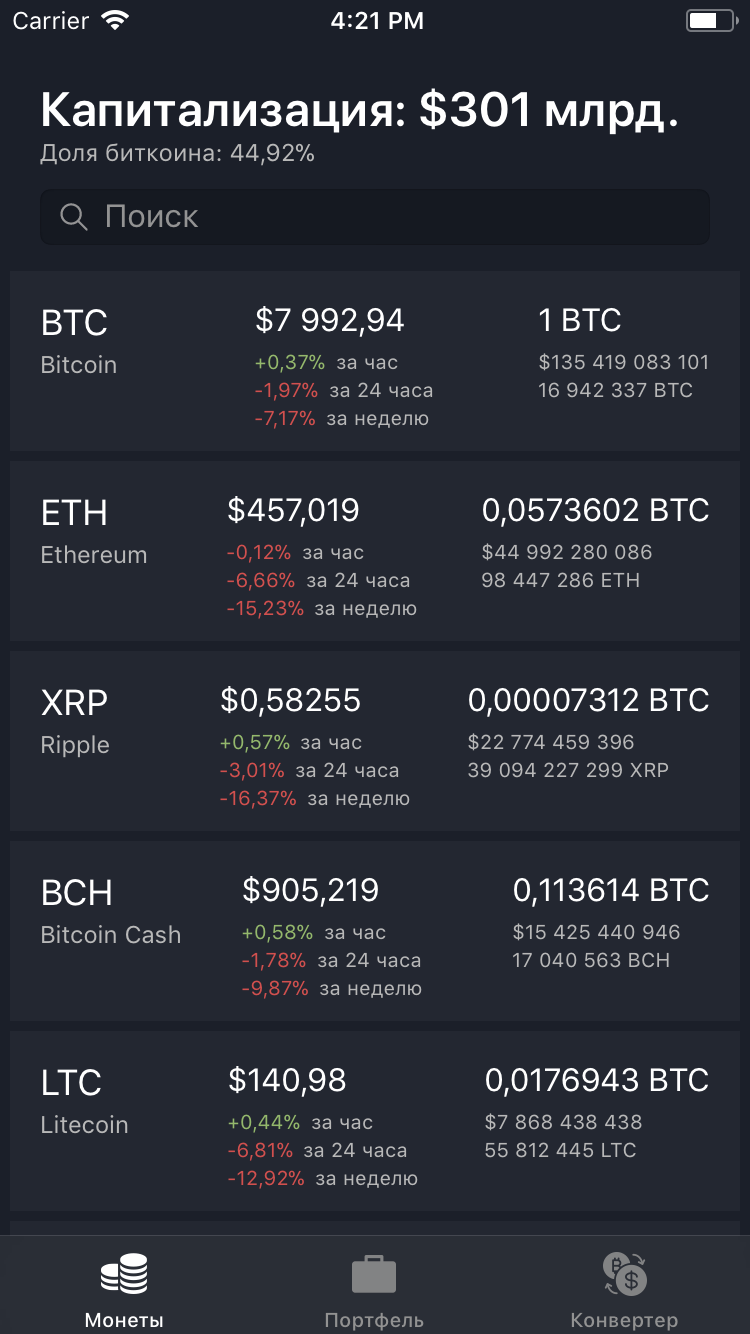 Carrier 4:21 PM
Капитализация: $301 млрд.
Доля биткоина: 44,92%
Поиск
BTC $7 992,94 1 BTC
Bitcoin +0,37% за час $135 419 083 101
-1,97% за 24 часа 16 942 337 BTC
-7,17% за неделю
ETH $457,019 0,0573602 BTC
Ethereum -0,12% за час $44 992 280 086
-6,66% за 24 часа 98 447 286 ETH
-15,23% за неделю
XRP $0,58255 0,00007312 BTC
Ripple +0,57% за час $22 774 459 396
-3,01% за 24 часа 39 094 227 299 XRP
-16,37% за неделю
BCH $905,219 0,113614 BTC
Bitcoin Cash +0,58% за час $15 425 440 946
-1,78% за 24 часа 17 040 563 BCH
-9,87% за неделю
LTC $140,98 0,0176943 BTC
Litecoin +0,44% за час $7 868 438 438
-6,81% за 24 часа 55 812 445 LTC
-12,92% за неделю
Монеты Портфель Конвертер